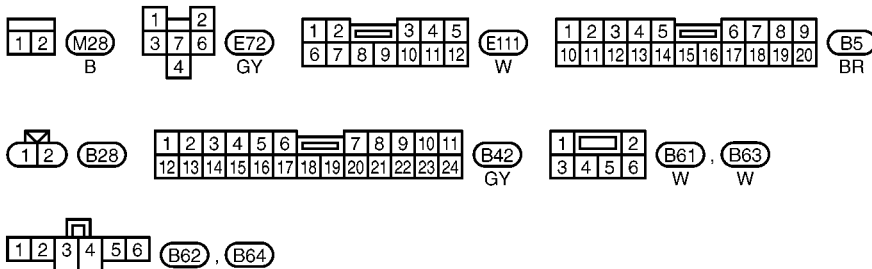 1 2 M28 1 2 E72 1 2 3 4 5 E111 1 2 3 4 5 6 7 8 9 B5
B 3 7 6 GY 6 7 8 9 10 11 12 W 10 11 12 13 14 15 16 17 18 19 20 BR
4
1 2 B28 1 2 3 4 5 6 7 8 9 10 11 B42 1 2 B61 , B63
12 13 14 15 16 17 18 19 20 21 22 23 24 GY 3 4 5 6 W W
1 2 3 4 5 6 B62 , B64